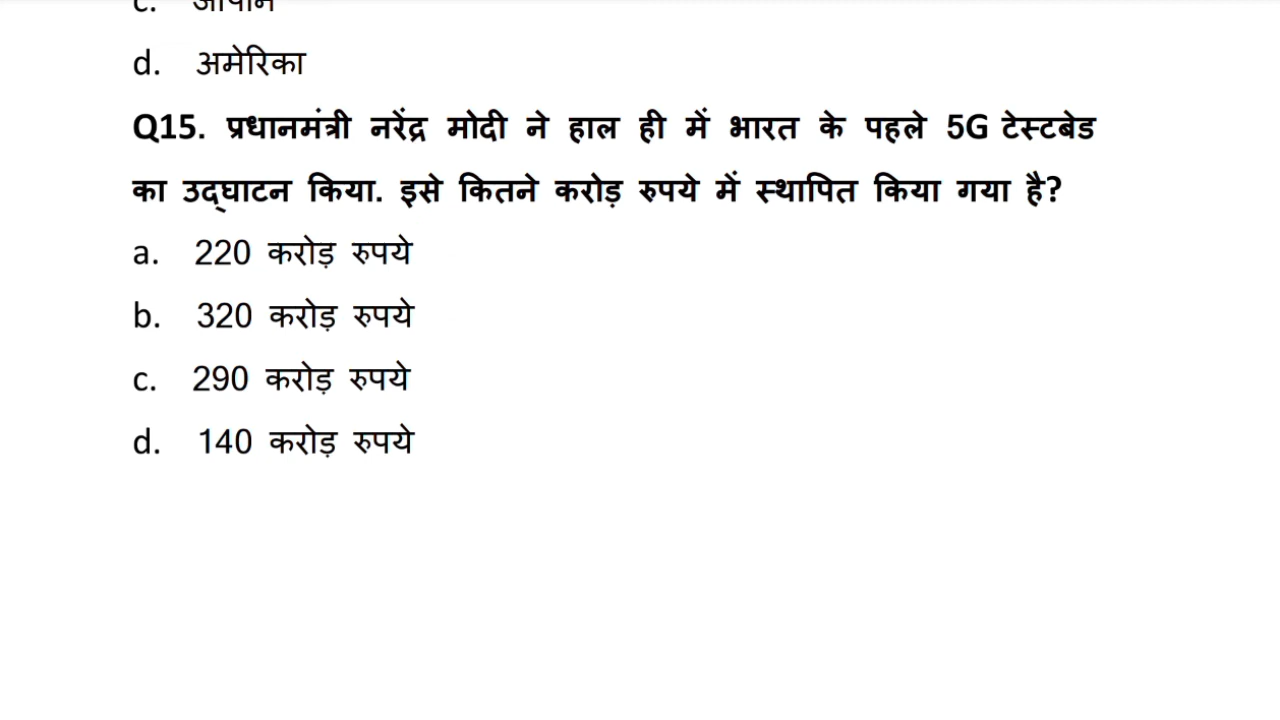 d. अमेरिका
Q15. प्रधानमंत्री नरेंद्र मोदी ने हाल ही में भारत के पहले 5G टेस्टबेड
का उद्घाटन किया. इसे कितने करोड़ रुपये में स्थापित किया गया है?
a. 220 करोड़ रुपये
b. 320 करोड़ रुपये
c. 290 करोड़ रुपये
d. 140 करोड़ रुपये